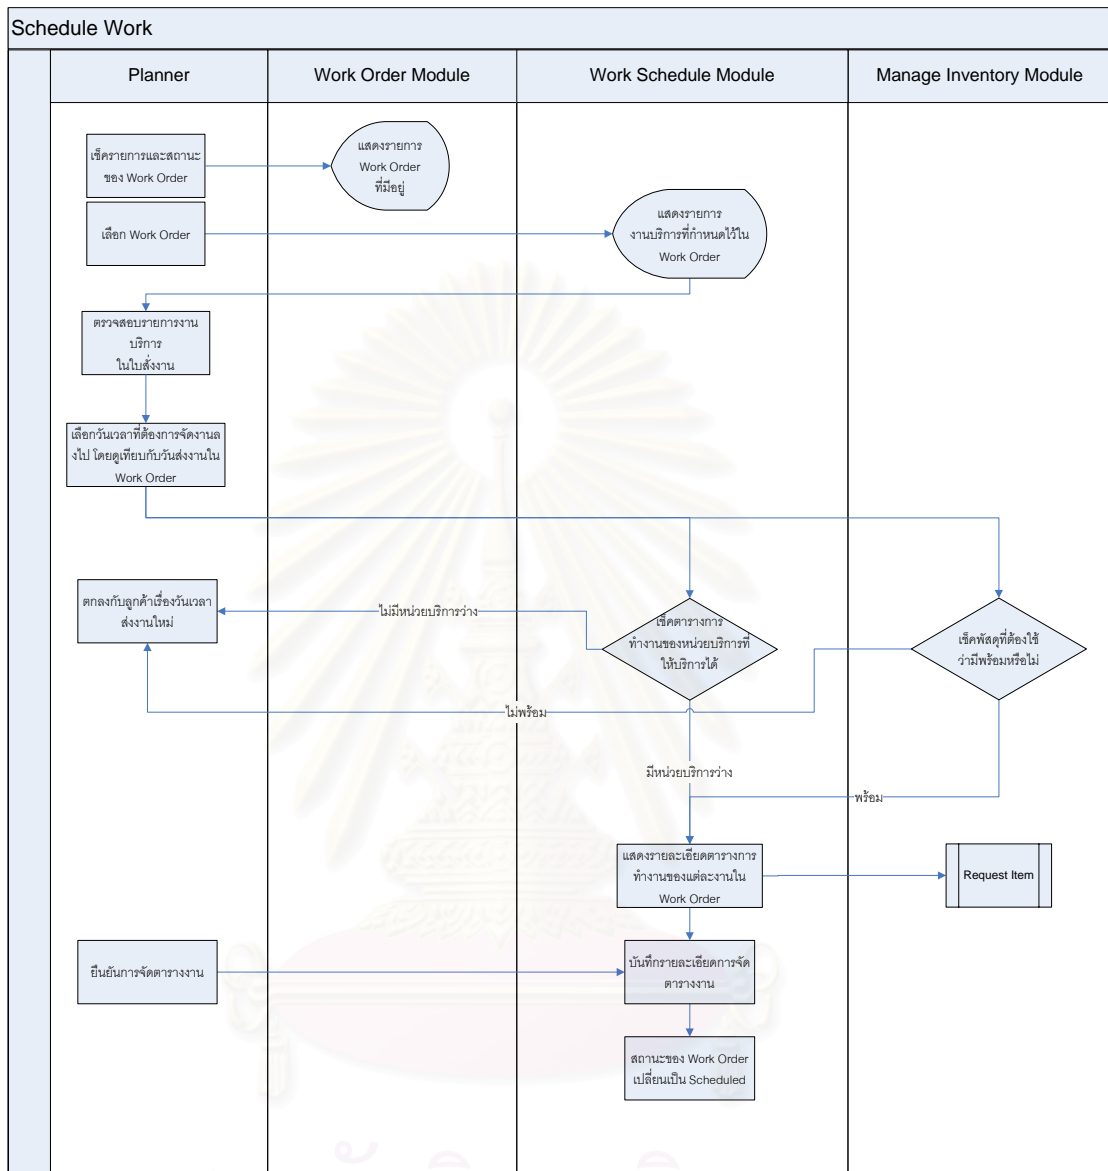 Schedule Work
Planner
Work Order Module
Work Schedule Module
Manage Inventory Module
เช็ครายการและสถานะ
ของ Work Order
แสดงรายการ
Work Order
ที่มีอยู่
เลือก Work Order
แสดงรายการ
งานบริการที่กำหนดไว้ใน
Work Order
ตรวจสอบรายการงาน
บริการ
ในใบสั่งงาน
เลือกวันเวลาที่ต้องการจัดงานล
งไป โดยดูเทียบกับวันส่งงานใน
Work Order
ตกลงกับลูกค้าเรื่องวันเวลา
ส่งงานใหม่
ไม่มีหน่วยบริการว่าง
เช็คตารางการ
ทำงานของหน่วยบริการที่
ให้บริการได้
เช็คพัสดุที่ต้องใช้
ว่ามีพร้อมหรือไม่
ไม่พร้อม
มีหน่วยบริการว่าง
พร้อม
แสดงรายละเอียดตารางการ
ทำงานของแต่ละงานใน
Work Order
Request Item
ยืนยันการจัดตารางงาน
บันทึกรายละเอียดการจัด
ตารางงาน
สถานะของ Work Order
เปลี่ยนเป็น Scheduled